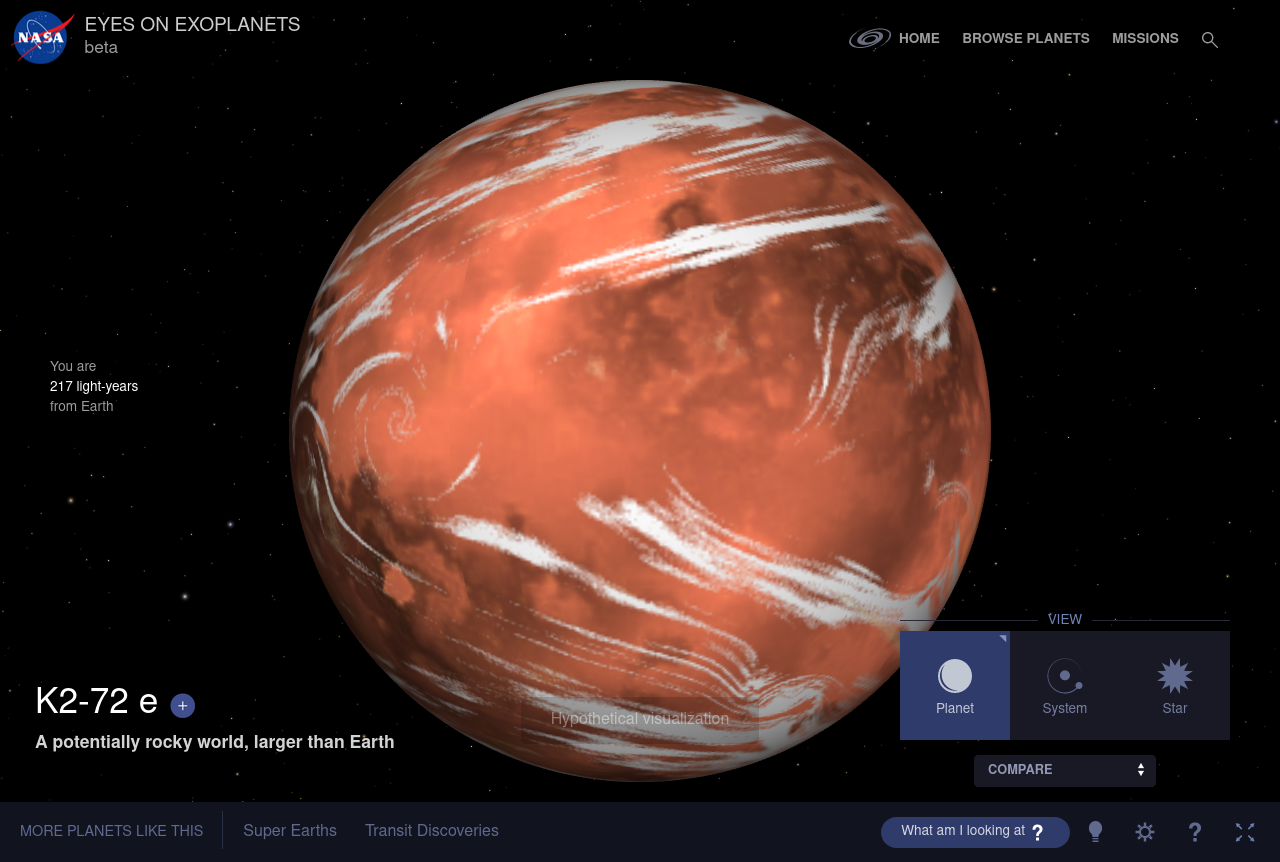 NASA
EYES ON EXOPLANETS
beta
HOME
BROWSE PLANETS
MISSIONS
You are
217 light-years
from Earth
VIEW
Planet
System
Star
K2-72 e +
A potentially rocky world, larger than Earth
Hypothetical visualization
COMPARE
MORE PLANETS LIKE THIS
Super Earths
Transit Discoveries
What am I looking at ?
?